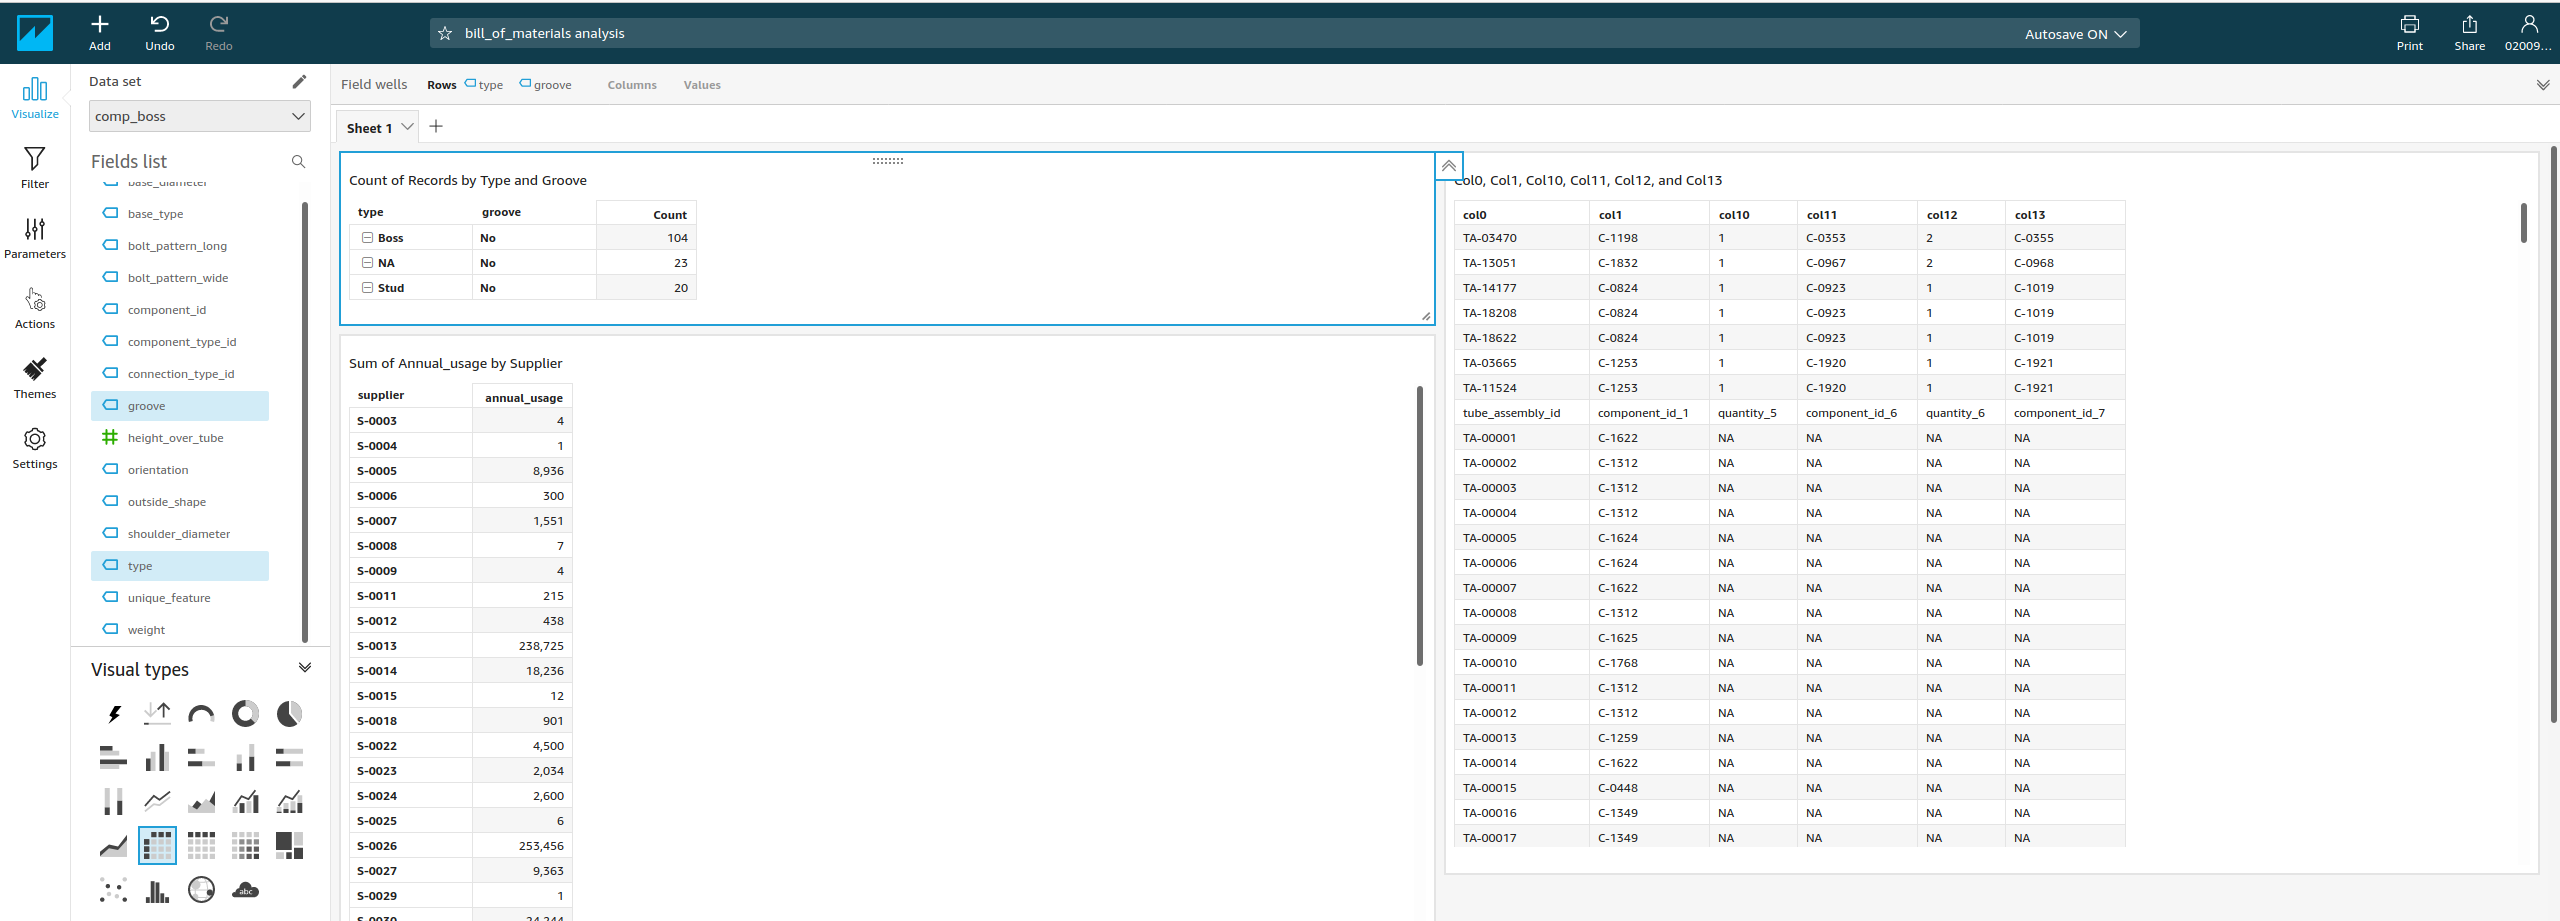 Add
Undo
Redo
bill_of_materials analysis
Autosave ON
Print
Share
02009...
Visualize
Filter
Parameters
Actions
Themes
Settings
Data set
comp_boss
Fields list
base_diameter
base_type
bolt_pattern_long
bolt_pattern_wide
component_id
component_type_id
connection_type_id
groove
height_over_tube
orientation
outside_shape
shoulder_diameter
type
unique_feature
weight
Visual types
abc
Field wells Rows type groove Columns Values
Sheet 1
Count of Records by Type and Groove
type groove Count
Boss No 104
NA No 23
Stud No 20
Sum of Annual_usage by Supplier
supplier annual_usage
S-0003 4
S-0004 1
S-0005 8,936
S-0006 300
S-0007 1,551
S-0008 7
S-0009 4
S-0011 215
S-0012 438
S-0013 238,725
S-0014 18,236
S-0015 12
S-0018 901
S-0022 4,500
S-0023 2,034
S-0024 2,600
S-0025 6
S-0026 253,456
S-0027 9,363
S-0029 1
S-0030 24,244
Col0, Col1, Col10, Col11, Col12, and Col13
col0 col1 col10 col11 col12 col13
TA-03470 C-1198 1 C-0353 2 C-0355
TA-13051 C-1832 1 C-0967 2 C-0968
TA-14177 C-0824 1 C-0923 1 C-1019
TA-18208 C-0824 1 C-0923 1 C-1019
TA-18622 C-0824 1 C-0923 1 C-1019
TA-03665 C-1253 1 C-1920 1 C-1921
TA-11524 C-1253 1 C-1920 1 C-1921
tube_assembly_id component_id_1 quantity_5 component_id_6 quantity_6 component_id_7
TA-00001 C-1622 NA NA NA NA
TA-00002 C-1312 NA NA NA NA
TA-00003 C-1312 NA NA NA NA
TA-00004 C-1312 NA NA NA NA
TA-00005 C-1624 NA NA NA NA
TA-00006 C-1624 NA NA NA NA
TA-00007 C-1622 NA NA NA NA
TA-00008 C-1312 NA NA NA NA
TA-00009 C-1625 NA NA NA NA
TA-00010 C-1768 NA NA NA NA
TA-00011 C-1312 NA NA NA NA
TA-00012 C-1312 NA NA NA NA
TA-00013 C-1259 NA NA NA NA
TA-00014 C-1622 NA NA NA NA
TA-00015 C-0448 NA NA NA NA
TA-00016 C-1349 NA NA NA NA
TA-00017 C-1349 NA NA NA NA